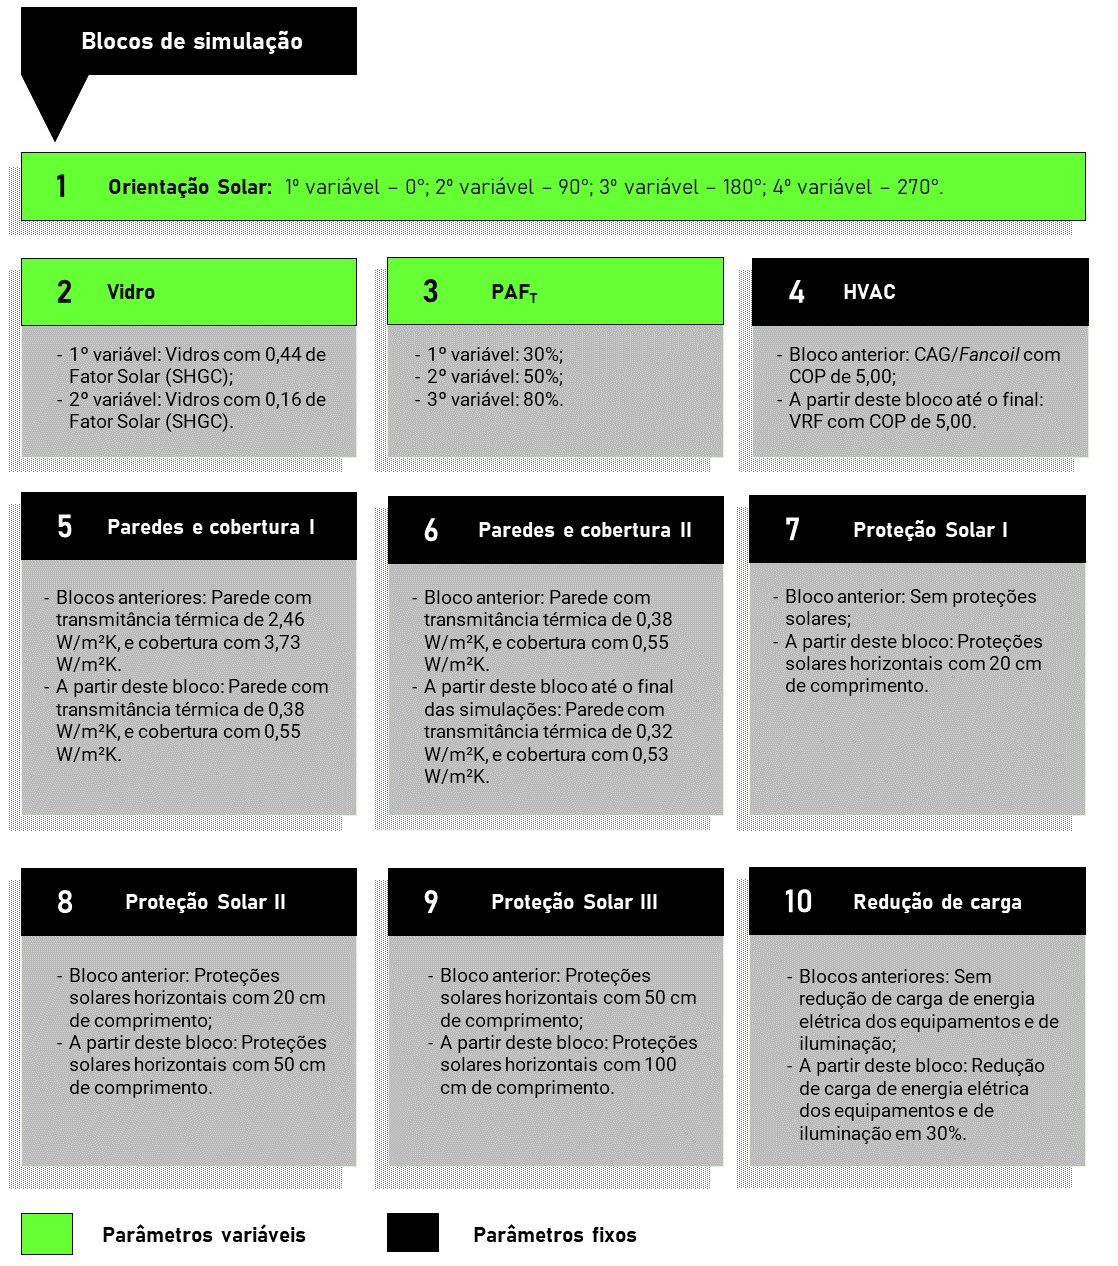 Blocos de simulação
1 Orientação Solar: 1º variável – 0°; 2º variável – 90°; 3º variável – 180°; 4º variável – 270°.
2 Vidro
- 1º variável: Vidros com 0,44 de
Fator Solar (SHGC);
- 2º variável: Vidros com 0,16 de
Fator Solar (SHGC).
3 PAFT
- 1º variável: 30%;
- 2º variável: 50%;
- 3º variável: 80%.
4 HVAC
- Bloco anterior: CAG/Fancoil com
COP de 5,00;
- A partir deste bloco até o final:
VRF com COP de 5,00.
5 Paredes e cobertura I
- Blocos anteriores: Parede com
transmitância térmica de 2,46
W/m²K, e cobertura com 3,73
W/m²K.
- A partir deste bloco: Parede com
transmitância térmica de 0,38
W/m²K, e cobertura com 0,55
W/m²K.
6 Paredes e cobertura II
- Bloco anterior: Parede com
transmitância térmica de 0,38
W/m²K, e cobertura com 0,55
W/m²K.
- A partir deste bloco até o final
das simulações: Parede com
transmitância térmica de 0,32
W/m²K, e cobertura com 0,53
W/m²K.
7 Proteção Solar I
- Bloco anterior: Sem proteções
solares;
- A partir deste bloco: Proteções
solares horizontais com 20 cm
de comprimento.
8 Proteção Solar II
- Bloco anterior: Proteções
solares horizontais com 20 cm
de comprimento;
- A partir deste bloco: Proteções
solares horizontais com 50 cm
de comprimento.
9 Proteção Solar III
- Bloco anterior: Proteções
solares horizontais com 50 cm
de comprimento;
- A partir deste bloco: Proteções
solares horizontais com 100
cm de comprimento.
10 Redução de carga
- Blocos anteriores: Sem
redução de carga de energia
elétrica dos equipamentos e de
iluminação;
- A partir deste bloco: Redução
de carga de energia elétrica
dos equipamentos e de
iluminação em 30%.
Parâmetros variáveis
Parâmetros fixos